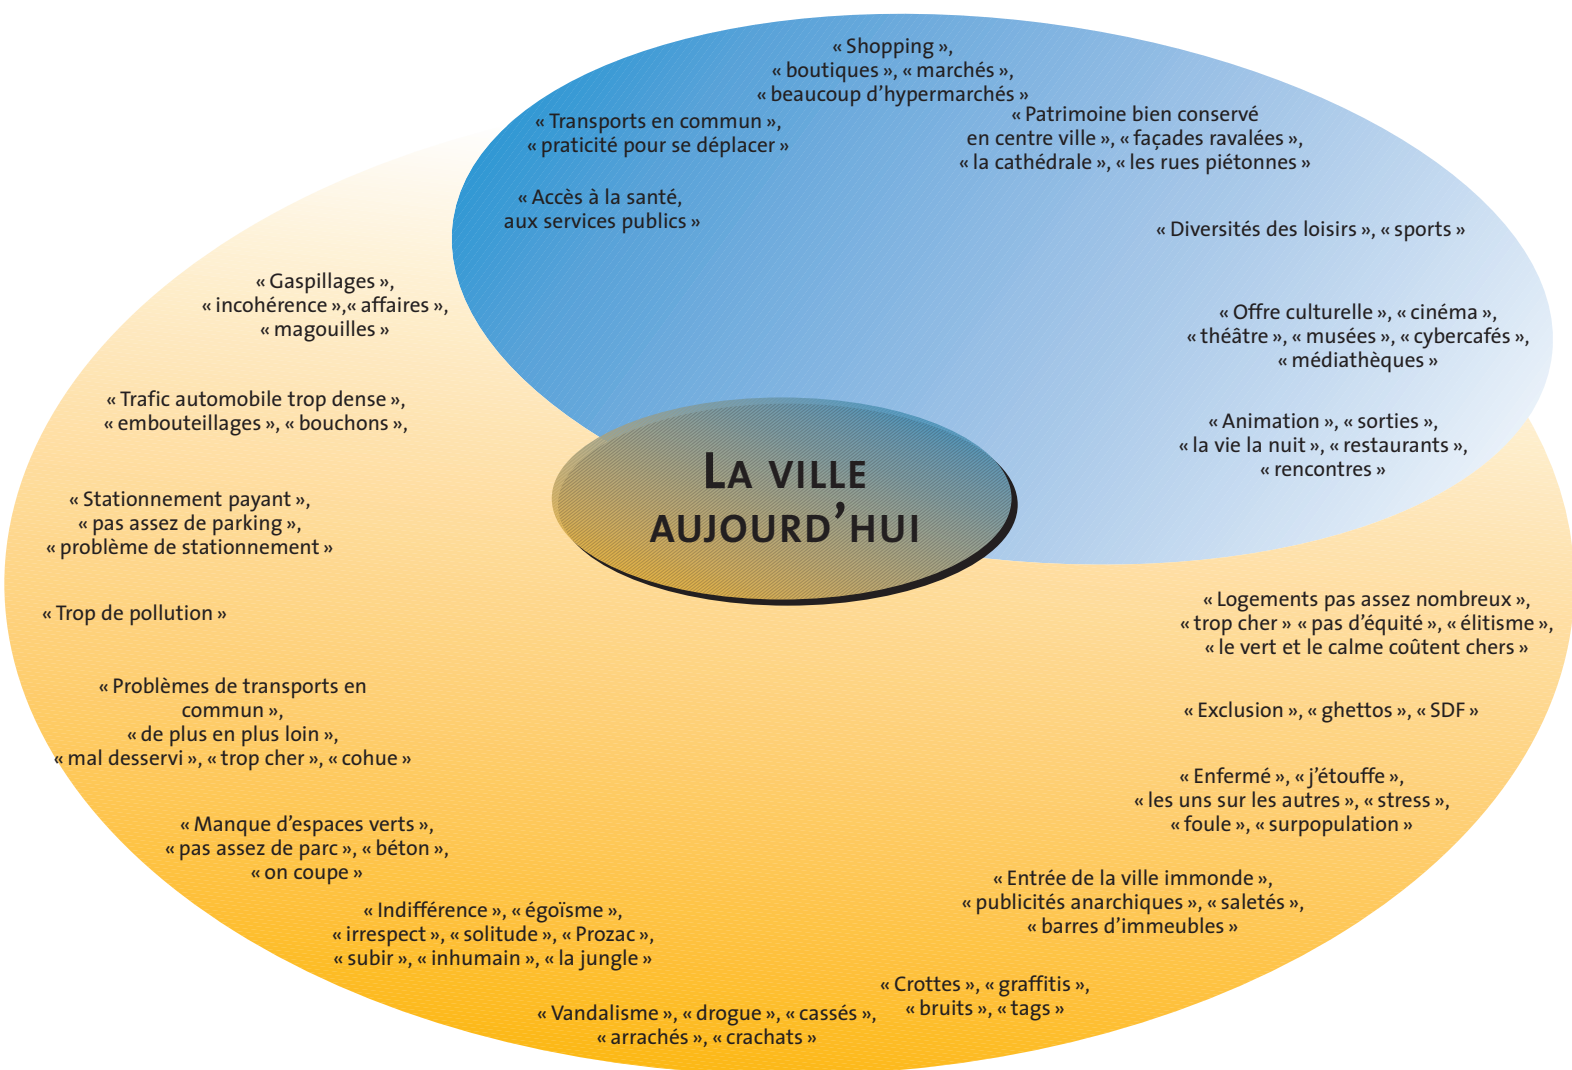 « Shopping »,
« boutiques », « marchés »,
« beaucoup d'hypermarchés »
« Transports en commun »,
« praticité pour se déplacer »
« Patrimoine bien conservé
en centre ville », « façades ravalées »,
« la cathédrale », « les rues piétonnes »
« Accès à la santé,
aux services publics »
« Diversités des loisirs », « sports »
« Offre culturelle », « cinéma »,
« théâtre », « musées », « cybercafés »,
« médiathèques »
« Animation », « sorties »,
« la vie la nuit », « restaurants »,
« rencontres »
LA VILLE
AUJOURD'HUI
« Gaspillages »,
« incohérence »,« affaires »,
« magouilles »
« Trafic automobile trop dense »,
« embouteillages », « bouchons »,
« Stationnement payant »,
« pas assez de parking »,
« problème de stationnement »
« Trop de pollution »
« Problèmes de transports en
commun »,
« de plus en plus loin »,
« mal desservi », « trop cher », « cohue »
« Manque d'espaces verts »,
« pas assez de parc », « béton »,
« on coupe »
« Indifférence », « égoïsme »,
« irrespect », « solitude », « Prozac »,
« subir », « inhumain », « la jungle »
« Vandalisme », « drogue », « cassés »,
« arrachés », « crachats »
« Crottes », « graffitis »,
« bruits », « tags »
« Entrée de la ville immonde »,
« publicités anarchiques », « saletés »,
« barres d'immeubles »
« Enfermé », « j'étouffe »,
« les uns sur les autres », « stress »,
« foule », « surpopulation »
« Exclusion », « ghettos », « SDF »
« Logements pas assez nombreux »,
« trop cher » « pas d'équité », « élitisme »,
« le vert et le calme coûtent chers »